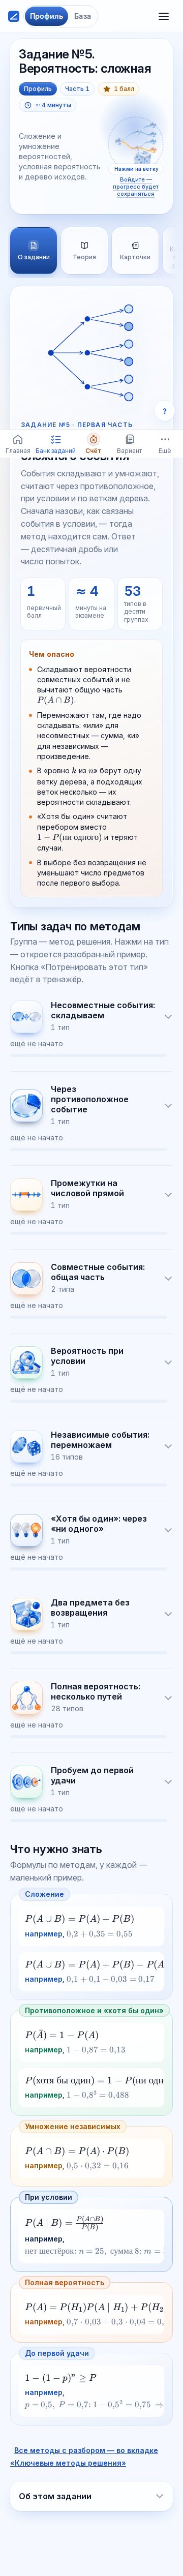 Профиль База
Задание №5.
Вероятность: сложная
Профиль Часть 1 1 балл
≈ 4 минуты
Сложение и
умножение
вероятностей,
условная вероятность
и дерево исходов.
Нажми на ветку
Войдите —
прогресс будет
сохраняться
О задании
Теория
Карточки
ЗАДАНИЕ №5 · ПЕРВАЯ ЧАСТЬ
?
Главная Банк заданий Счёт Вариант Ещё
События складывают и умножают,
считают через противоположное,
при условии и по веткам дерева.
Сначала назови, как связаны
события в условии, — и тогда
метод находится сам. Ответ
— десятичная дробь или
число попыток.
1
первичный
балл
≈ 4
минуты на
экзамене
53
типов в
десяти
группах
Чем опасно
Складывают вероятности
совместных событий и не
вычитают общую часть
P(A ∩ B).
Перемножают там, где надо
складывать: «или» для
несовместных — сумма, «и»
для независимых —
произведение.
В «ровно k из n» берут одну
ветку дерева, а подходящих
веток несколько — их
вероятности складывают.
«Хотя бы один» считают
перебором вместо
1 − P(ни одного) и теряют
случаи.
В выборе без возвращения не
уменьшают число предметов
после первого выбора.
Типы задач по методам
Группа — метод решения. Нажми на тип
— откроется разобранный пример.
Кнопка «Потренировать этот тип»
ведёт в тренажёр.
Несовместные события:
складываем
1 тип
ещё не начато
Через
противоположное
событие
1 тип
ещё не начато
Промежутки на
числовой прямой
1 тип
ещё не начато
Совместные события:
общая часть
2 типа
ещё не начато
Вероятность при
условии
1 тип
ещё не начато
Независимые события:
перемножаем
16 типов
ещё не начато
«Хотя бы один»: через
«ни одного»
1 тип
ещё не начато
Два предмета без
возвращения
1 тип
ещё не начато
Полная вероятность:
несколько путей
28 типов
ещё не начато
Пробуем до первой
удачи
1 тип
ещё не начато
Что нужно знать
Формулы по методам, у каждой —
маленький пример.
Сложение
P(A ∪ B) = P(A) + P(B)
например, 0,2 + 0,35 = 0,55
P(A ∪ B) = P(A) + P(B) − P(A
например, 0,1 + 0,1 − 0,03 = 0,17
Противоположное и «хотя бы один»
P(Ā) = 1 − P(A)
например, 1 − 0,87 = 0,13
P(хотя бы один) = 1 − P(ни одн
например, 1 − 0,8³ = 0,488
Умножение независимых
P(A ∩ B) = P(A) · P(B)
например, 0,5 · 0,32 = 0,16
При условии
P(A | B) = P(A∩B)/P(B)
например,
нет шестёрок: n = 25, сумма 8: m =
Полная вероятность
P(A) = P(H₁)P(A | H₁) + P(H₂
например, 0,7 · 0,03 + 0,3 · 0,04 = 0,
До первой удачи
1 − (1 − p)ⁿ ≥ P
например,
p = 0,5, P = 0,7: 1 − 0,5² = 0,75 ⇒
Все методы с разбором — во вкладке
«Ключевые методы решения»
Об этом задании